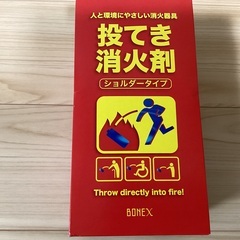 人と環境にやさしい消火器具
投てき
消火剤
ショルダータイプ
Throw directly into fire!
BONEX